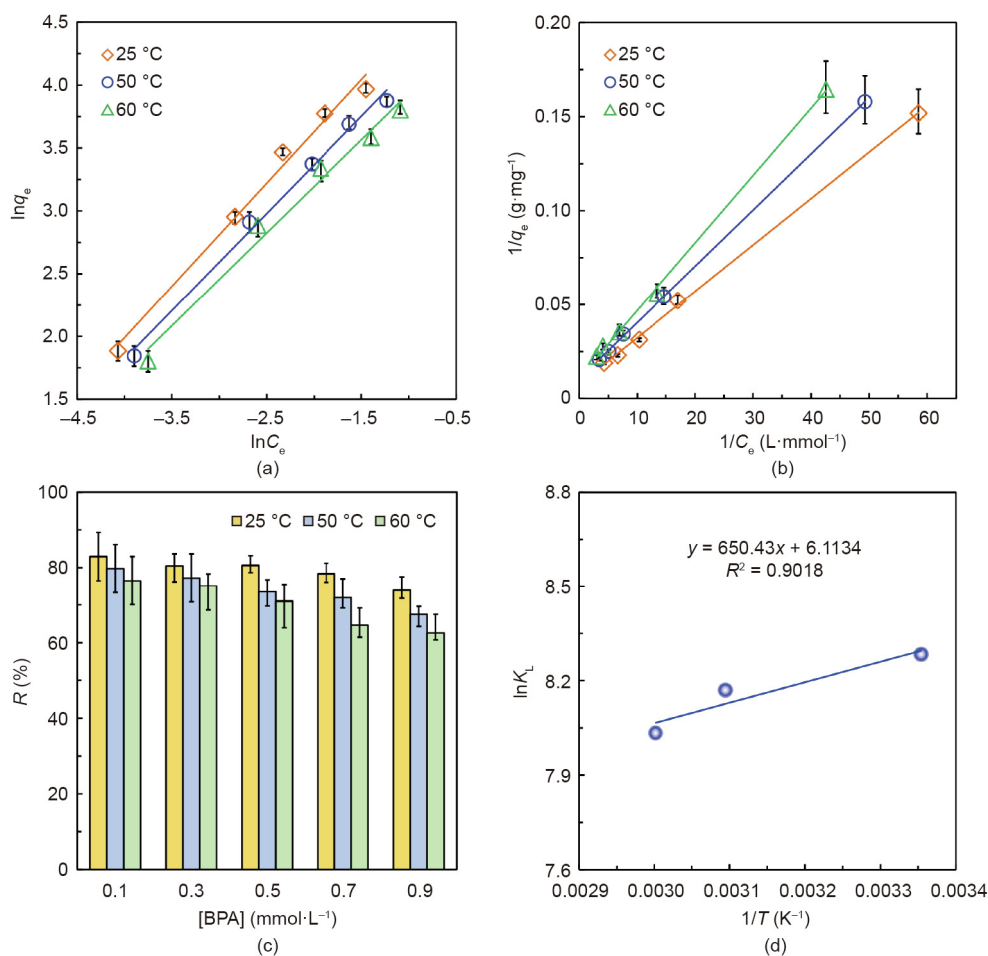 4.5
4.0
3.5
3.0
2.5
2.0
1.5
lnqₑ
25 °C
50 °C
60 °C
–4.5
–3.5
–2.5
–1.5
–0.5
lnCₑ
(a)
0.20
0.15
0.10
0.05
0
1/qₑ (g·mg⁻¹)
25 °C
50 °C
60 °C
0
10
20
30
40
50
60
1/Cₑ (L·mmol⁻¹)
(b)
100
80
60
40
20
0
R (%)
25 °C
50 °C
60 °C
0.1
0.3
0.5
0.7
0.9
[BPA] (mmol·L⁻¹)
(c)
8.8
8.5
8.2
7.9
7.6
lnK_L
y = 650.43x + 6.1134
R² = 0.9018
0.0029
0.0030
0.0031
0.0032
0.0033
0.0034
1/T (K⁻¹)
(d)